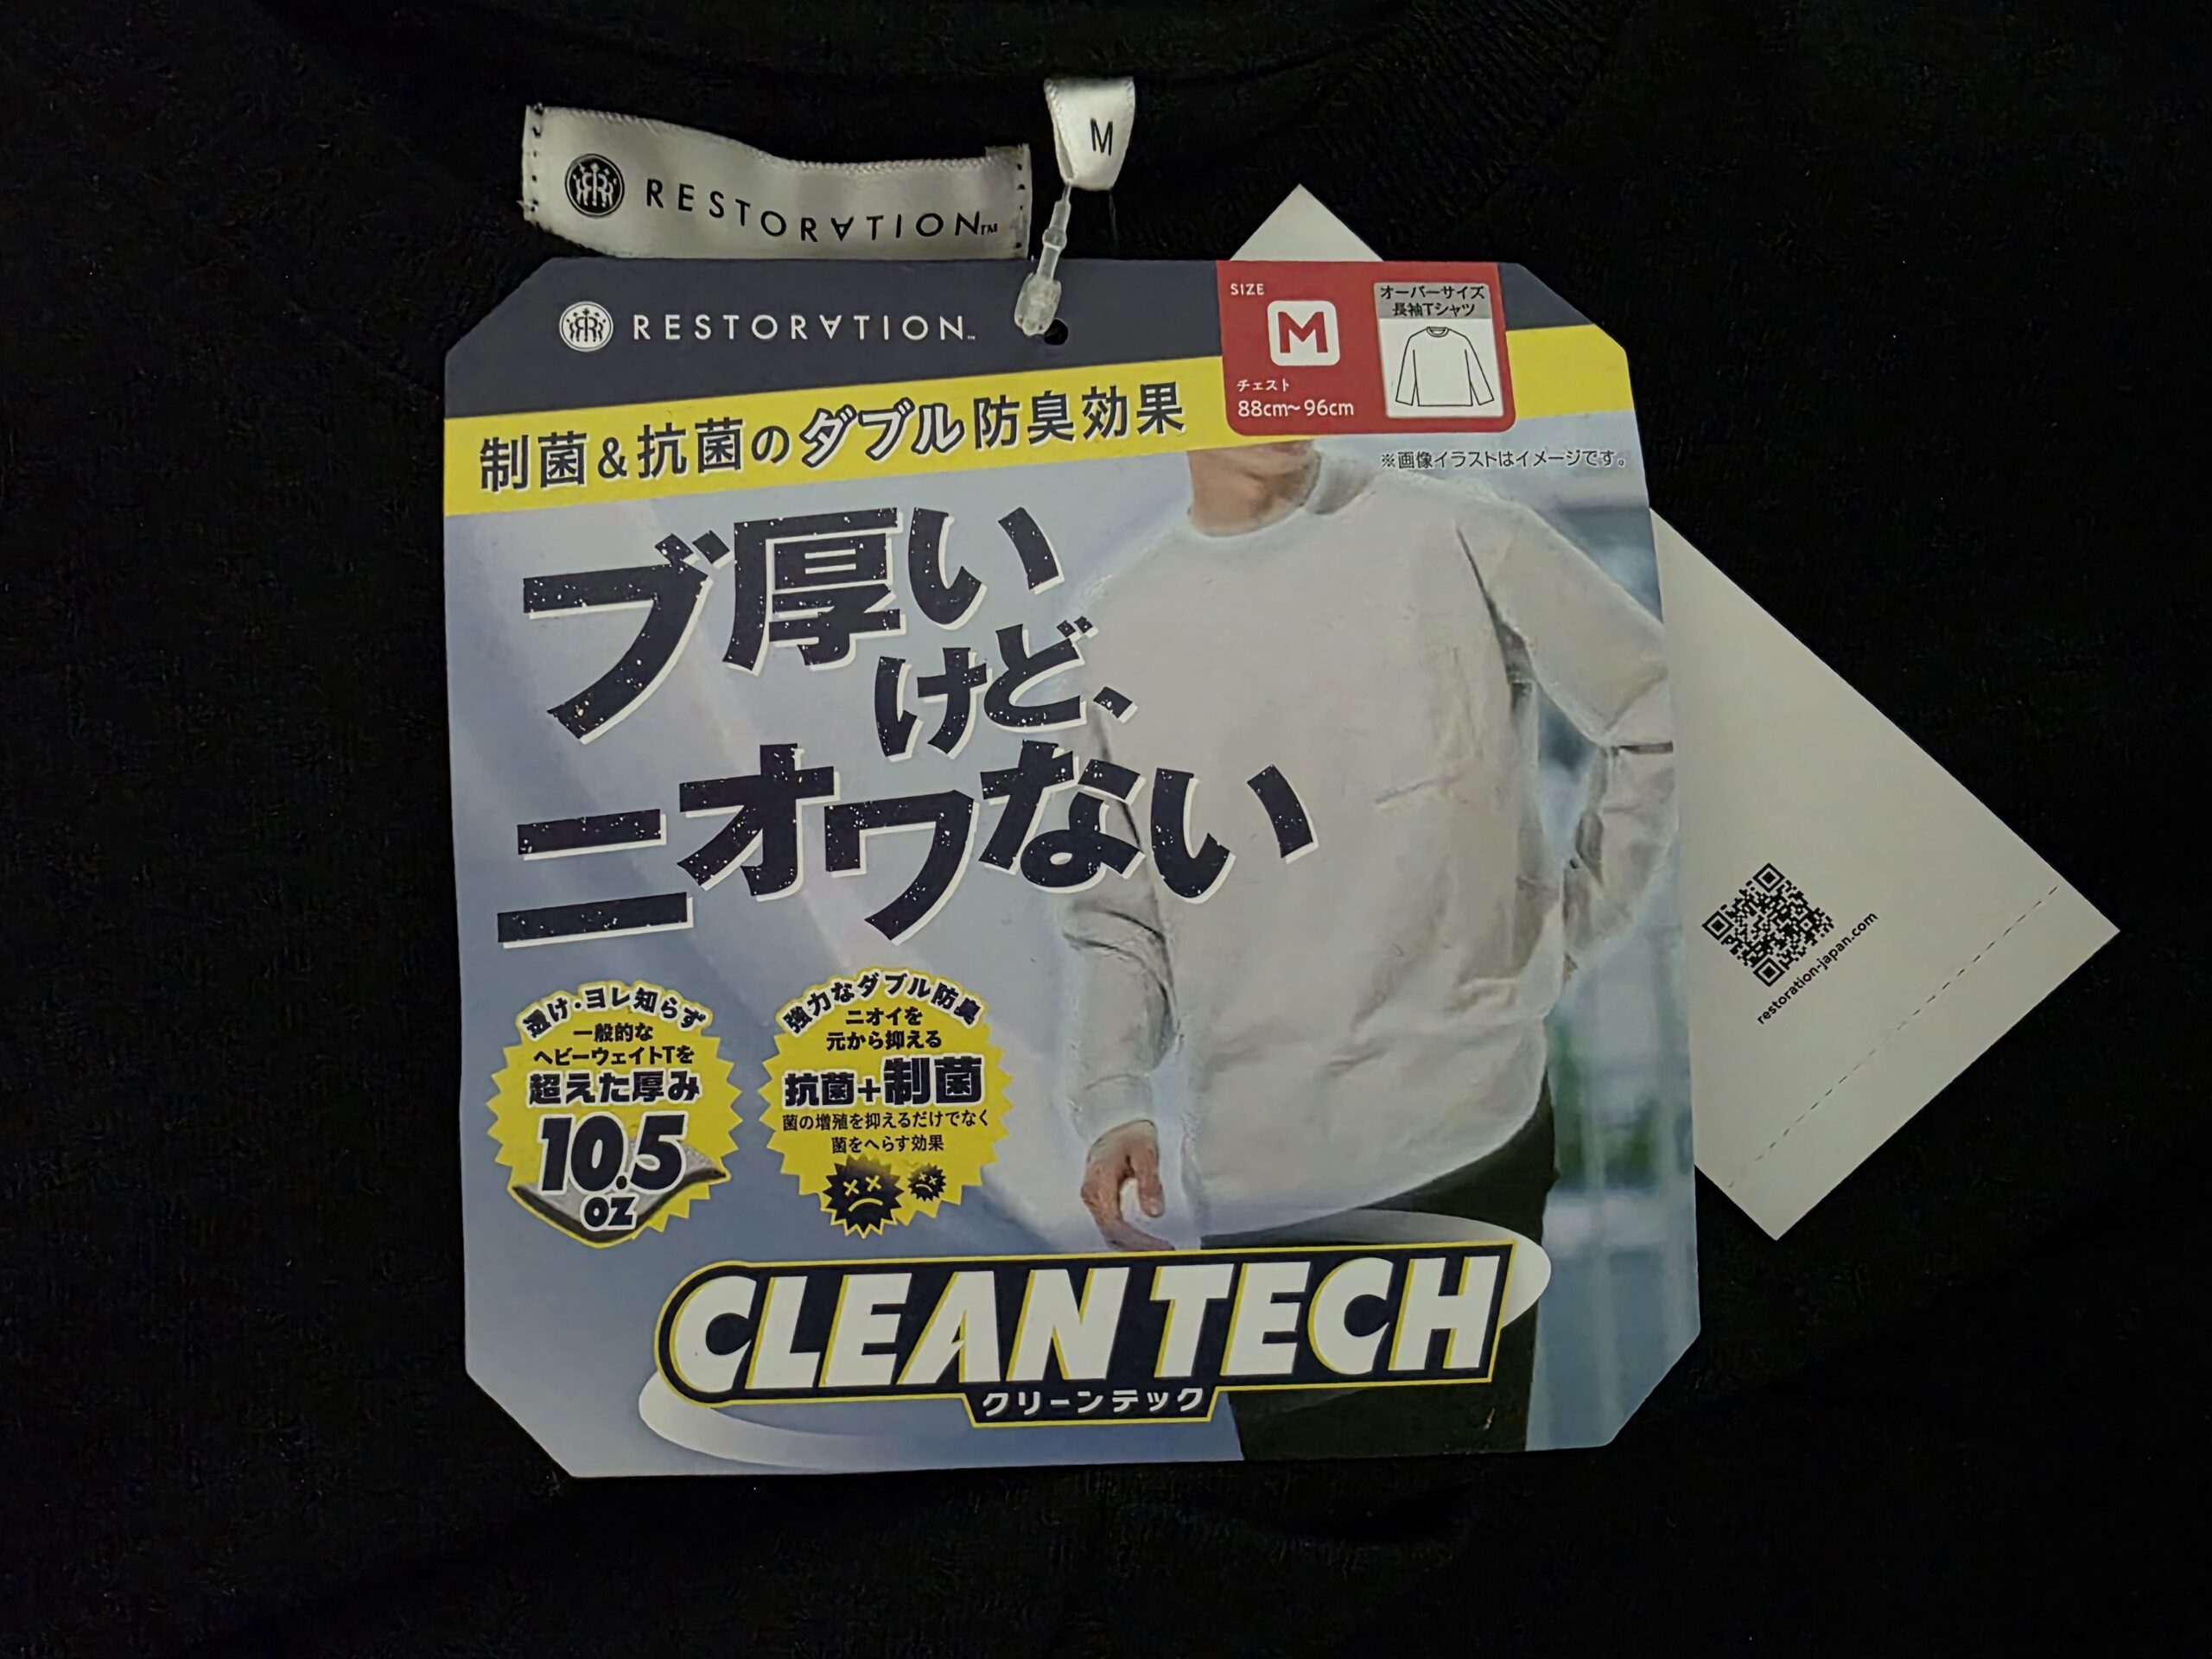 RESTORATION™
M
RESTORATION™
SIZE
M
チェスト
88cm~96cm
オーバーサイズ
長袖Tシャツ
制菌&抗菌のダブル防臭効果
※画像イラストはイメージです。
ブ厚い
けど、
ニオワない
透け・ヨレ知らず
一般的な
ヘビーウェイトTを
超えた厚み
10.5
oz
強力なダブル防臭
ニオイを
元から抑える
抗菌+制菌
菌の増殖を抑えるだけでなく
菌をへらす効果
CLEAN TECH
クリーンテック
restoration-japan.com